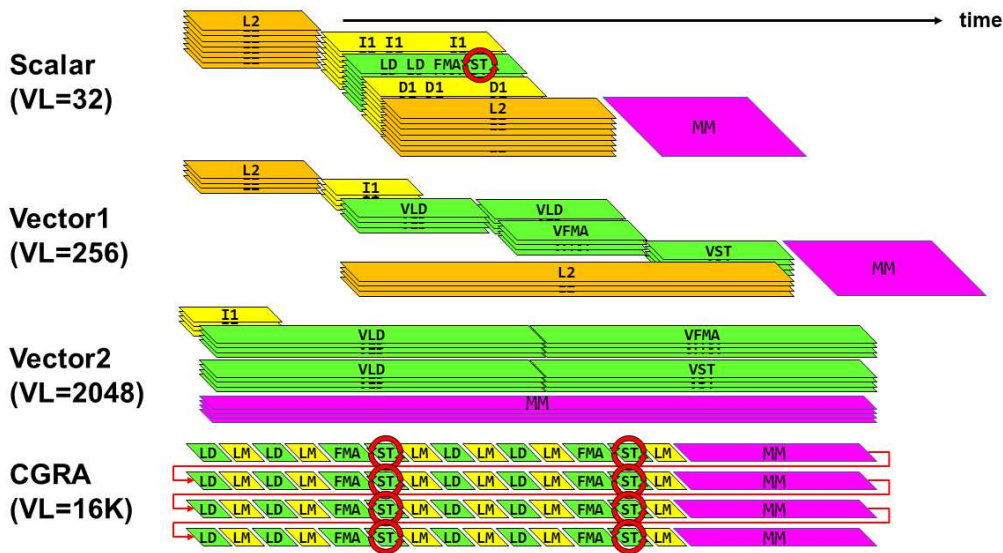 L2
time
I1 I1 I1
LD LD FMA ST
Scalar
(VL=32)
D1 D1 D1
L2
MM
L2
I1
VLD VLD
Vector1
(VL=256)
VFMA
VST
MM
L2
I1
VLD VFMA
Vector2
(VL=2048)
VLD VST
MM
CGRA
(VL=16K)
LD LM LD LM FMA ST LM LD LM LD LM FMA ST LM MM
LD LM LD LM FMA ST LM LD LM LD LM FMA ST LM MM
LD LM LD LM FMA ST LM LD LM LD LM FMA ST LM MM
LD LM LD LM FMA ST LM LD LM LD LM FMA ST LM MM